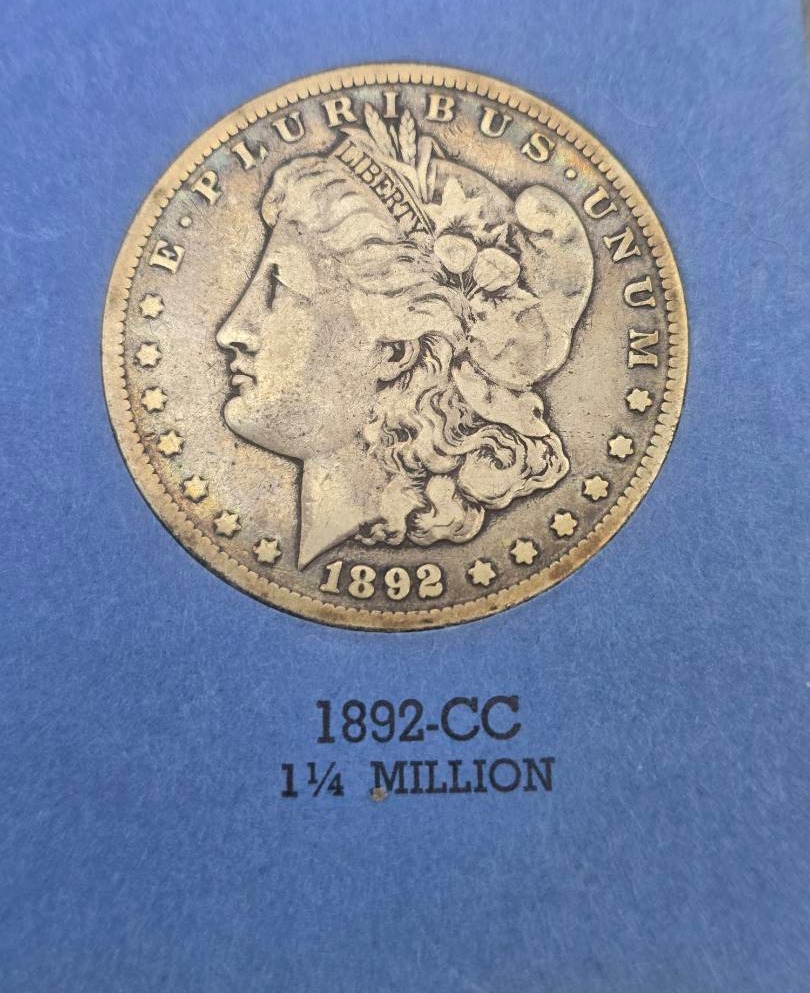 E · PLURIBUS · UNUM
LIBERTY
1892
1892-CC
1¼ MILLION